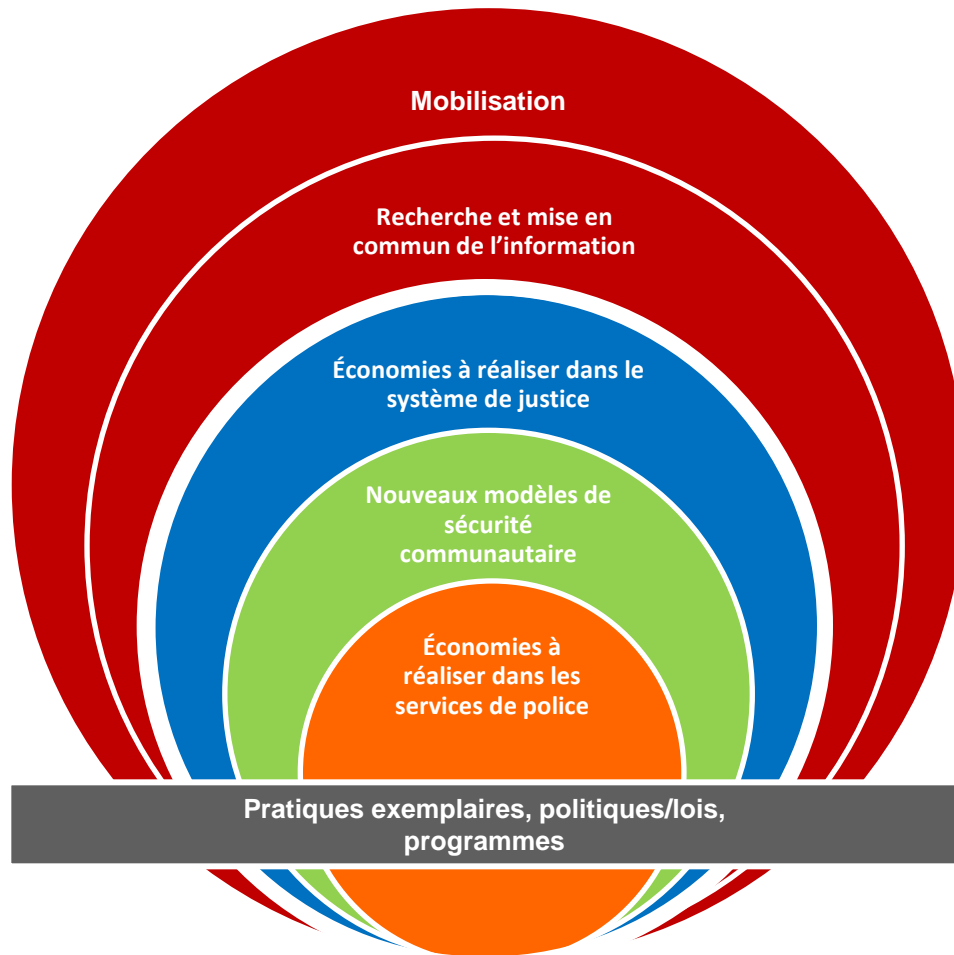 Mobilisation
Recherche et mise en
commun de l’information
Économies à réaliser dans le
système de justice
Nouveaux modèles de
sécurité
communautaire
Économies à
réaliser dans les
services de police
Pratiques exemplaires, politiques/lois,
programmes